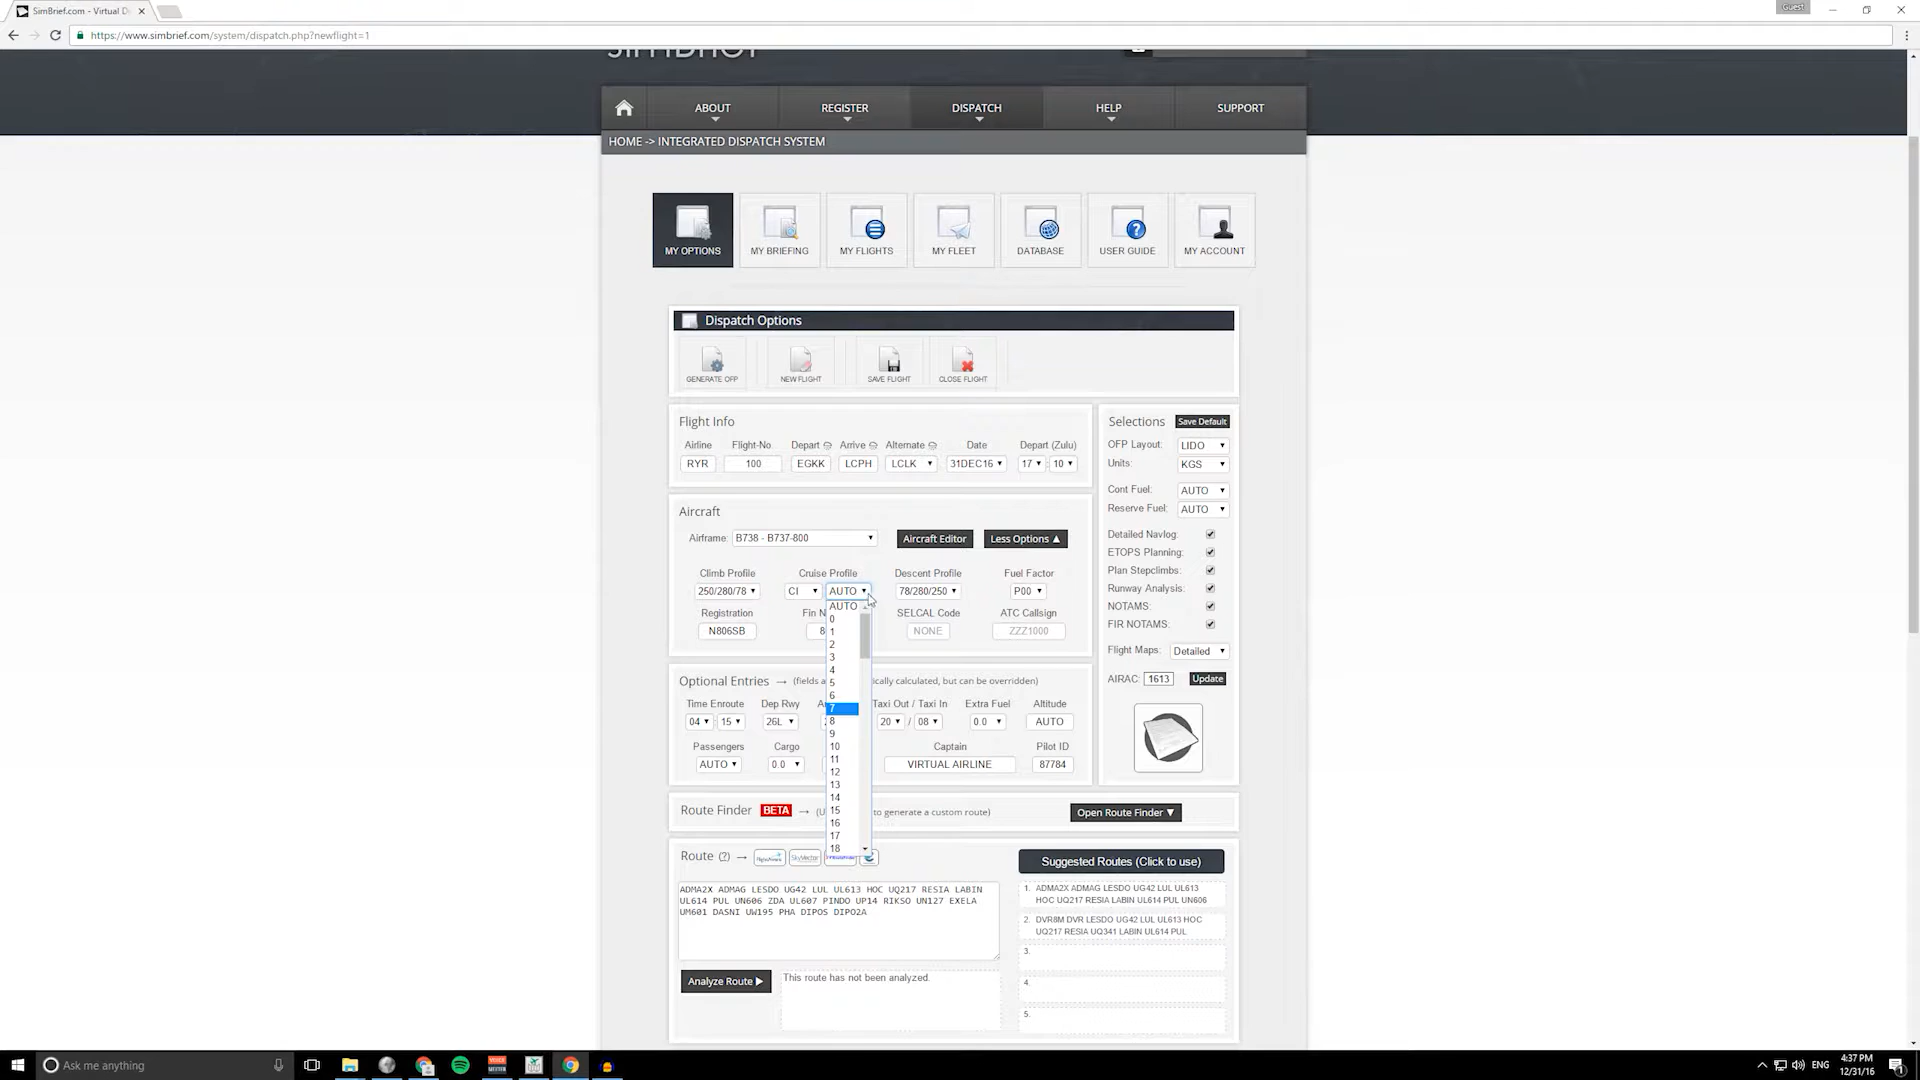 SimBrief.com - Virtual D
Guest
https://www.simbrief.com/system/dispatch.php?newflight=1
ABOUT
REGISTER
DISPATCH
HELP
SUPPORT
HOME -> INTEGRATED DISPATCH SYSTEM
MY OPTIONS
MY BRIEFING
MY FLIGHTS
MY FLEET
DATABASE
USER GUIDE
MY ACCOUNT
Dispatch Options
GENERATE OFP
NEW FLIGHT
SAVE FLIGHT
CLOSE FLIGHT
Flight Info
Airline Flight-No Depart Arrive Alternate Date Depart (Zulu)
RYR 100 EGKK LCPH LCLK 31DEC16 17 : 10
Aircraft
Airframe: B738 - B737-800 Aircraft Editor Less Options ▲
Climb Profile Cruise Profile Descent Profile Fuel Factor
250/280/78 CI AUTO 78/280/250 P00
Registration Fin N SELCAL Code ATC Callsign
N806SB 8 NONE ZZZ1000
AUTO
0
1
2
3
4
5
6
7
8
9
10
11
12
13
14
15
16
17
18
Optional Entries → (fields a ically calculated, but can be overridden)
Time Enroute Dep Rwy A Taxi Out / Taxi In Extra Fuel Altitude
04 : 15 26L 20 / 08 0.0 AUTO
Passengers Cargo Captain Pilot ID
AUTO 0.0 VIRTUAL AIRLINE 87784
Selections Save Default
OFP Layout: LIDO
Units: KGS
Cont Fuel: AUTO
Reserve Fuel: AUTO
Detailed Navlog:
ETOPS Planning:
Plan Stepclimbs:
Runway Analysis:
NOTAMS:
FIR NOTAMS:
Flight Maps: Detailed
AIRAC: 1613 Update
Route Finder BETA → (U to generate a custom route) Open Route Finder ▼
Route (?) → FlightAware SkyVector
ADMA2X ADMAG LESDO UG42 LUL UL613 HOC UQ217 RESIA LABIN
UL614 PUL UN606 ZDA UL607 PINDO UP14 RIKSO UN127 EXELA
UM601 DASNI UW195 PHA DIPOS DIPO2A
Analyze Route ▶ This route has not been analyzed.
Suggested Routes (Click to use)
1. ADMA2X ADMAG LESDO UG42 LUL UL613
HOC UQ217 RESIA LABIN UL614 PUL UN606
2. DVR8M DVR LESDO UG42 LUL UL613 HOC
UQ217 RESIA UQ341 LABIN UL614 PUL
3.
4.
5.
Ask me anything
ENG
4:37 PM
12/31/16